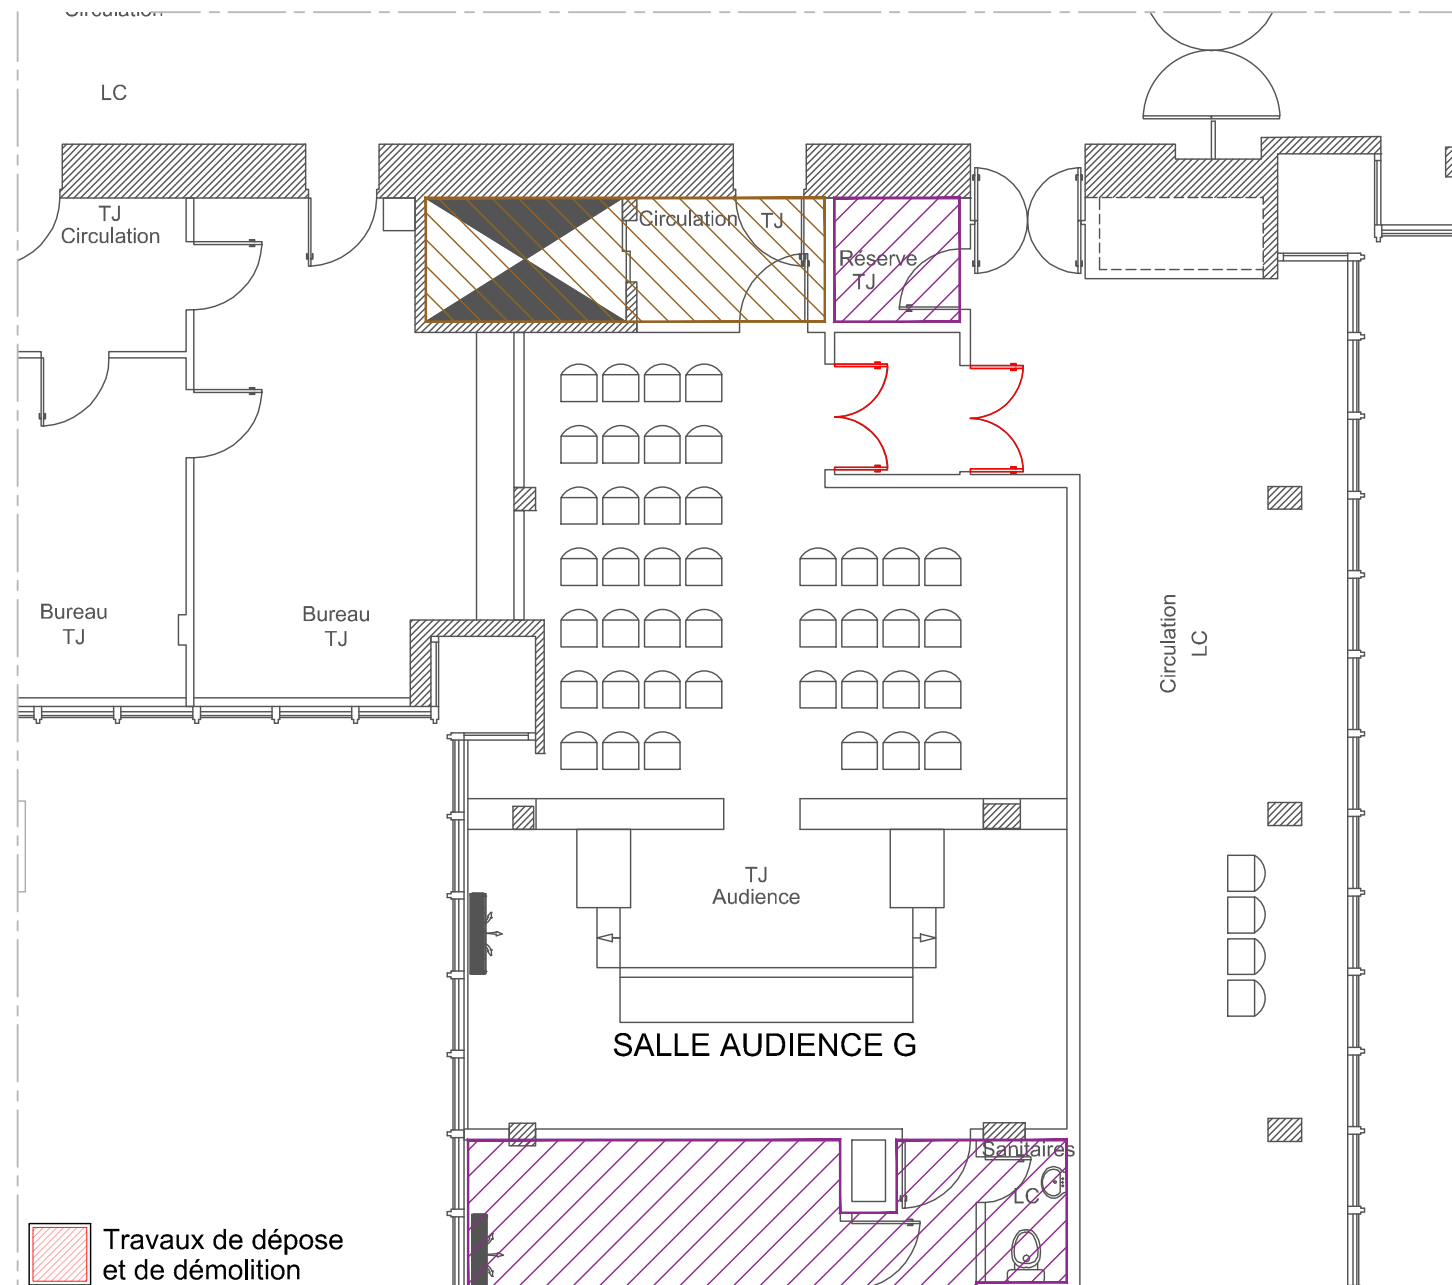 Circulation
LC
TJ
Circulation
Circulation TJ
Réserve
TJ
Bureau
TJ
Bureau
TJ
Circulation
LC
TJ
Audience
SALLE AUDIENCE G
Sanitaires
LC
Travaux de dépose
et de démolition